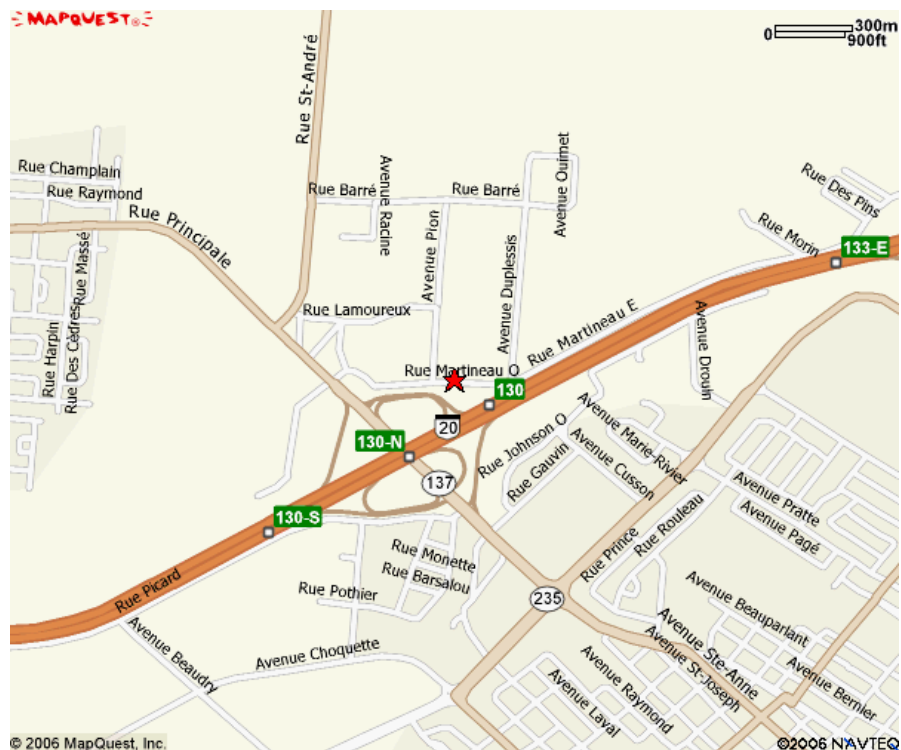 MAPQUEST
0 300m
900ft
Rue St-André
Rue Champlain
Rue Raymond
Rue Principale
Rue Massé
Rue Harpin
Rue Des Cèdres
Rue Barré
Rue Barré
Avenue Racine
Avenue Pion
Avenue Duplessis
Avenue Ouimet
Rue Des Pins
Rue Morin
133-E
Rue Lamoureux
Rue Martineau E
Rue Martineau O
Avenue Drouin
130
20
130-N
137
130-S
Rue Johnson O
Rue Gauvin
Avenue Cusson
Avenue Marie-Rivier
Avenue Pratte
Avenue Pagé
Rue Rouleau
Rue Prince
Rue Monette
Rue Barsalou
Rue Pothier
Rue Picard
235
Avenue Beaudry
Avenue Choquette
Avenue Beauparlant
Avenue Ste-Anne
Avenue St-Joseph
Avenue Bernier
Avenue Raymond
Avenue Laval
© 2006 MapQuest, Inc.
©2006 NAVTEQ